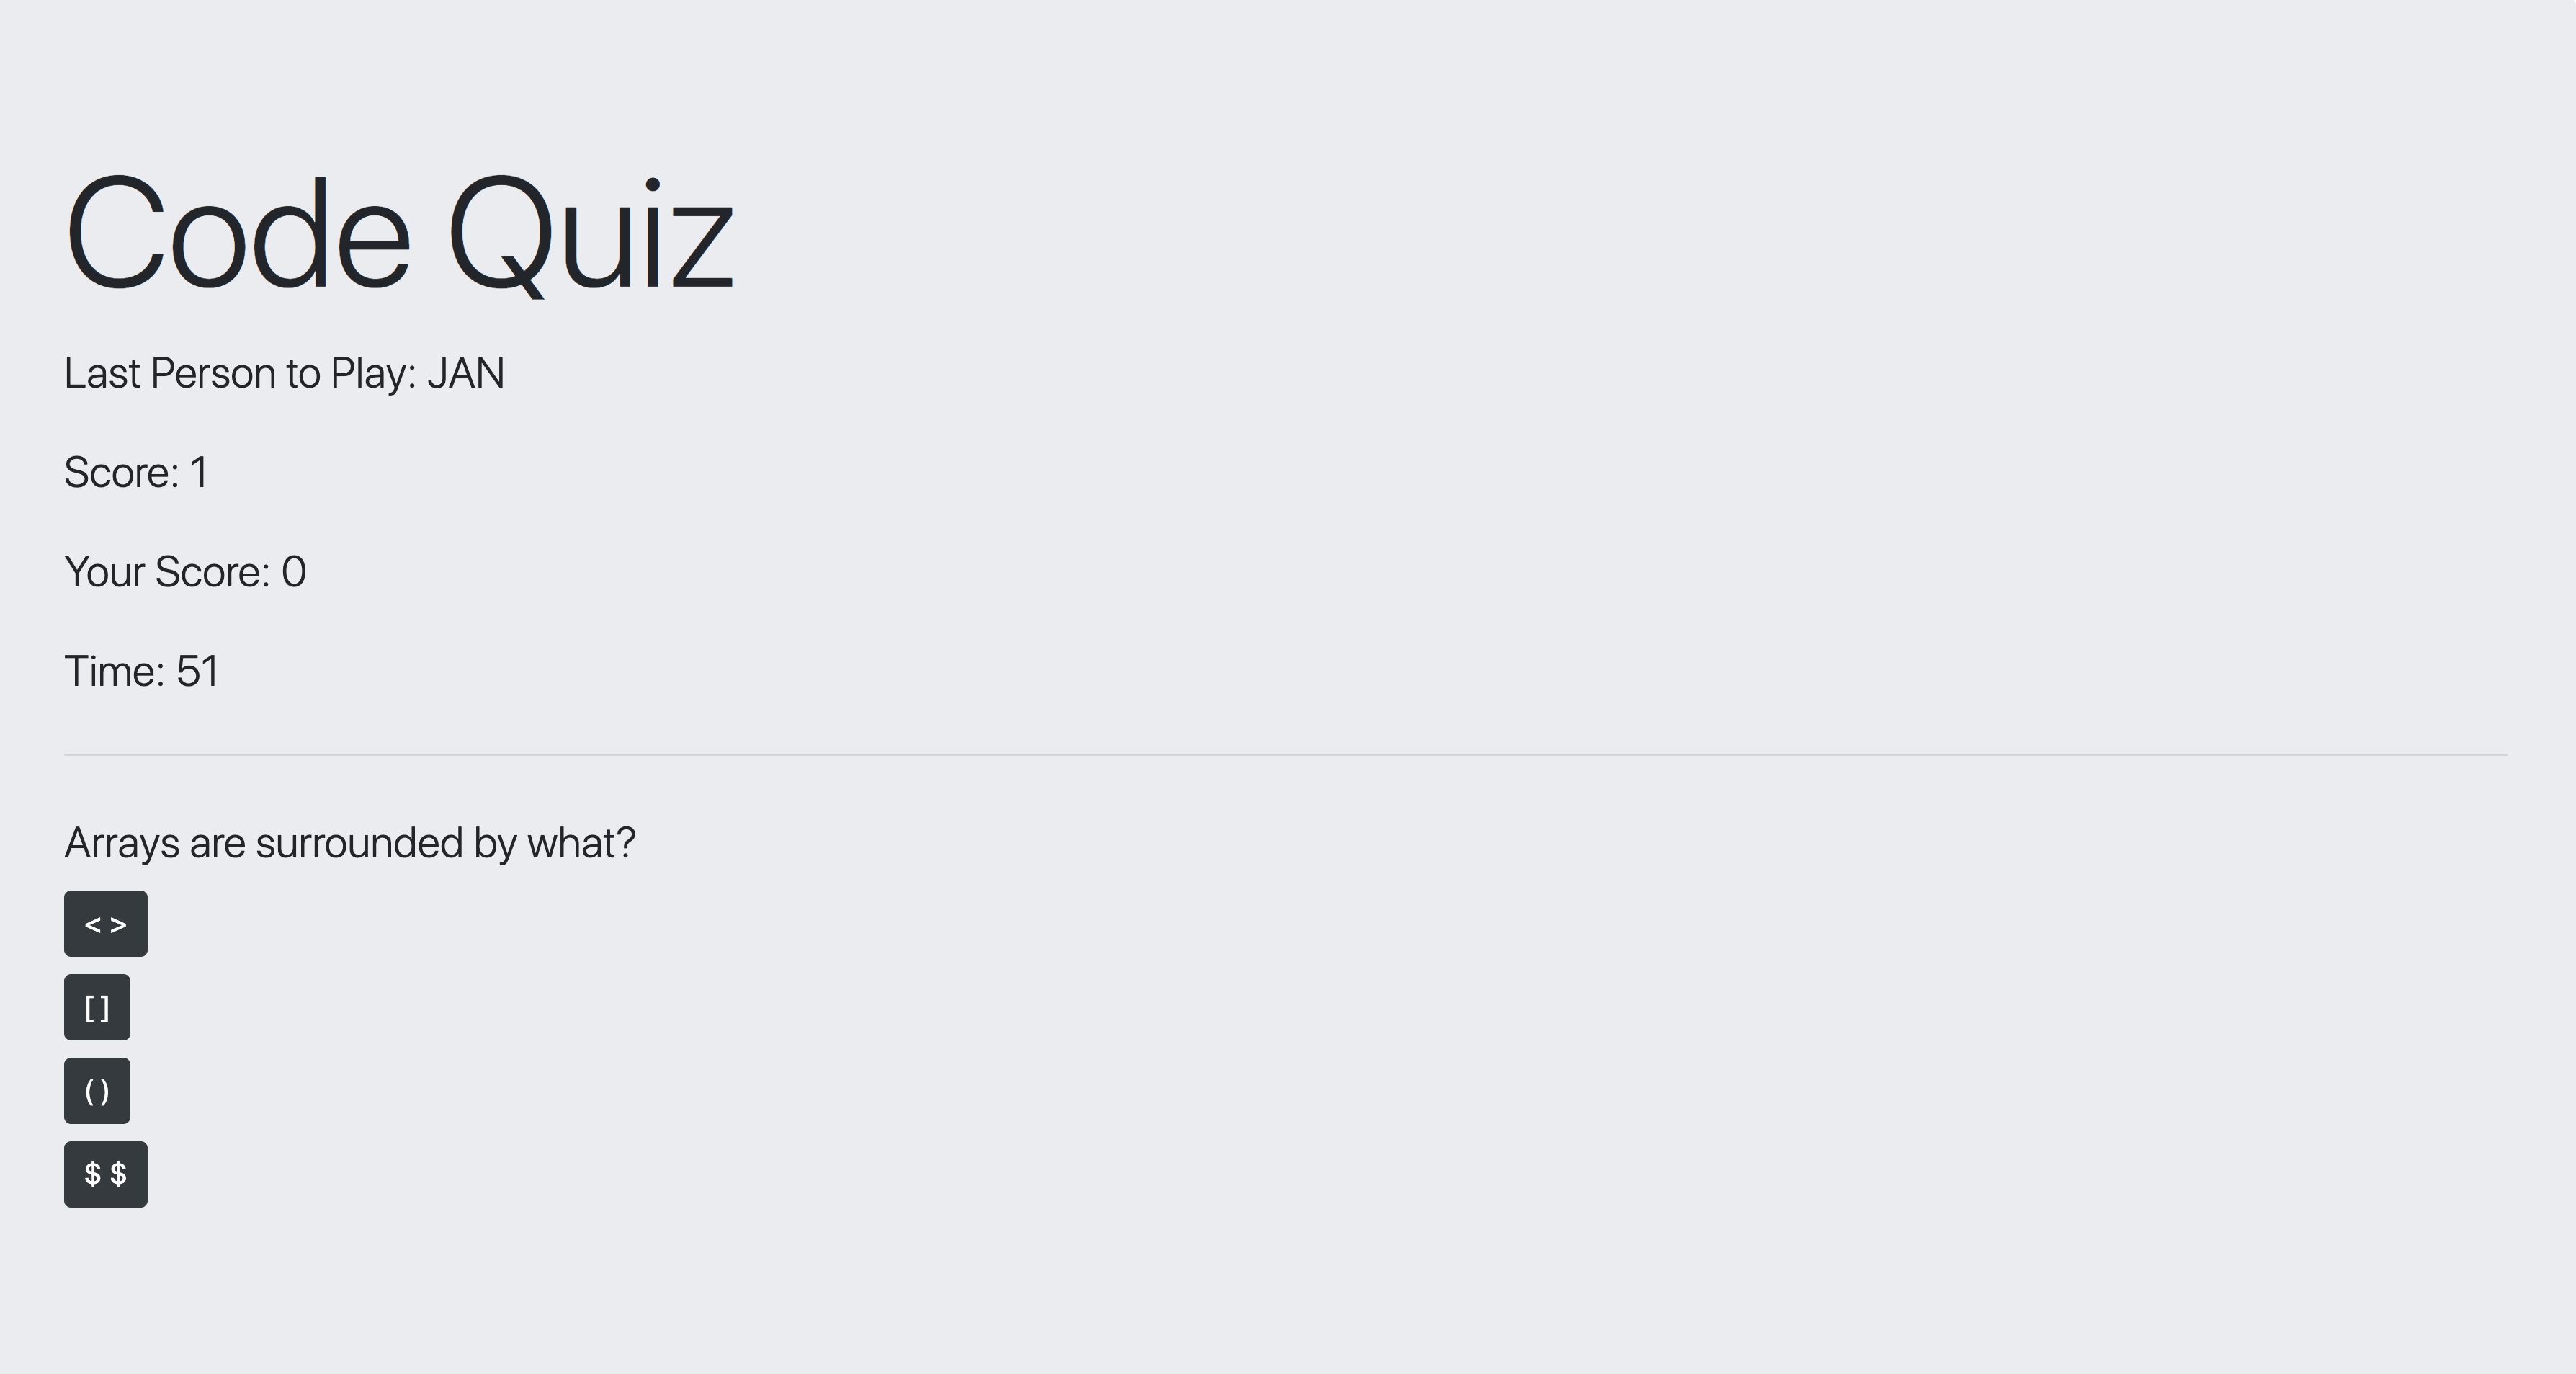 Code Quiz
Last Person to Play: JAN
Score: 1
Your Score: 0
Time: 51
Arrays are surrounded by what?
< >
[ ]
( )
$ $